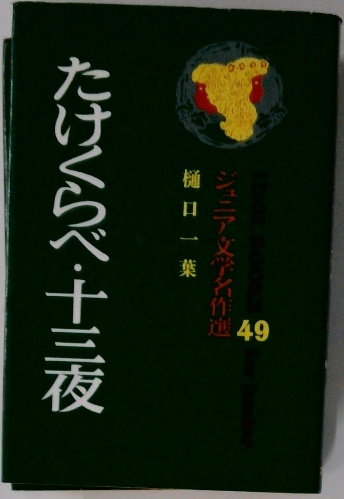 たけくらべ・十三夜
樋口一葉
ジュニア文学名作選
49